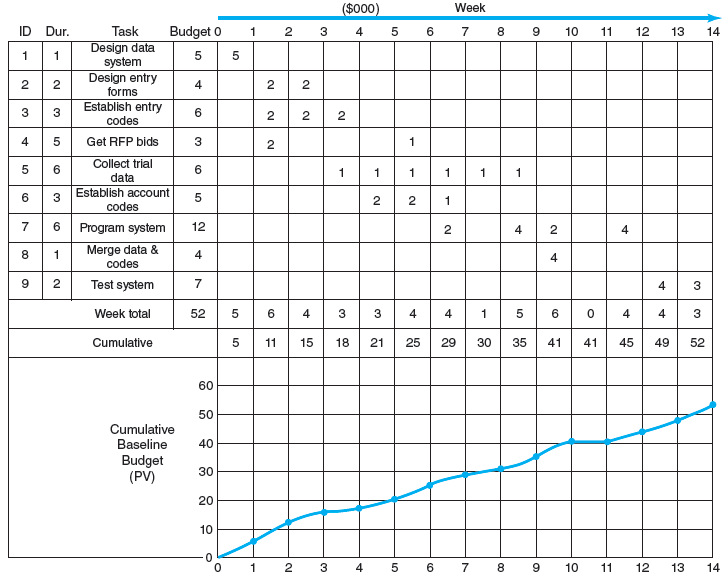 ($000) Week
ID Dur. Task Budget 0 1 2 3 4 5 6 7 8 9 10 11 12 13 14
1 1 Design data system 5 5
2 2 Design entry forms 4 2 2
3 3 Establish entry codes 6 2 2 2
4 5 Get RFP bids 3 2 1
5 6 Collect trial data 6 1 1 1 1 1 1
6 3 Establish account codes 5 2 2 1
7 6 Program system 12 2 4 2 4
8 1 Merge data & codes 4 4
9 2 Test system 7 4 3
Week total 52 5 6 4 3 3 4 4 1 5 6 0 4 4 3
Cumulative 5 11 15 18 21 25 29 30 35 41 41 45 49 52
60
50
Cumulative
Baseline
Budget
(PV)
40
30
20
10
0
0 1 2 3 4 5 6 7 8 9 10 11 12 13 14